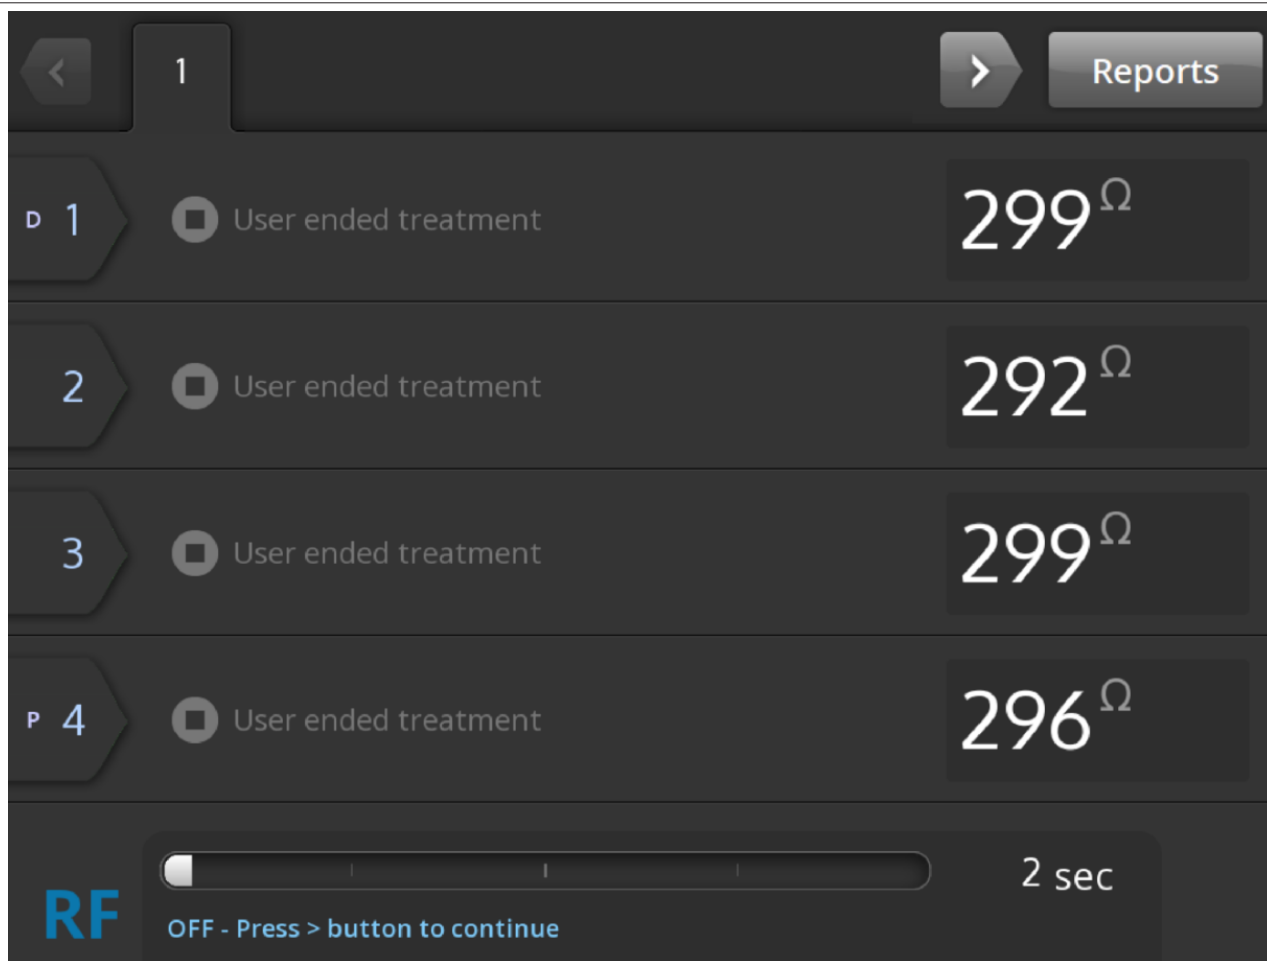 1
Reports
D 1 User ended treatment 299 Ω
2 User ended treatment 292 Ω
3 User ended treatment 299 Ω
P 4 User ended treatment 296 Ω
2 sec
RF
OFF - Press > button to continue